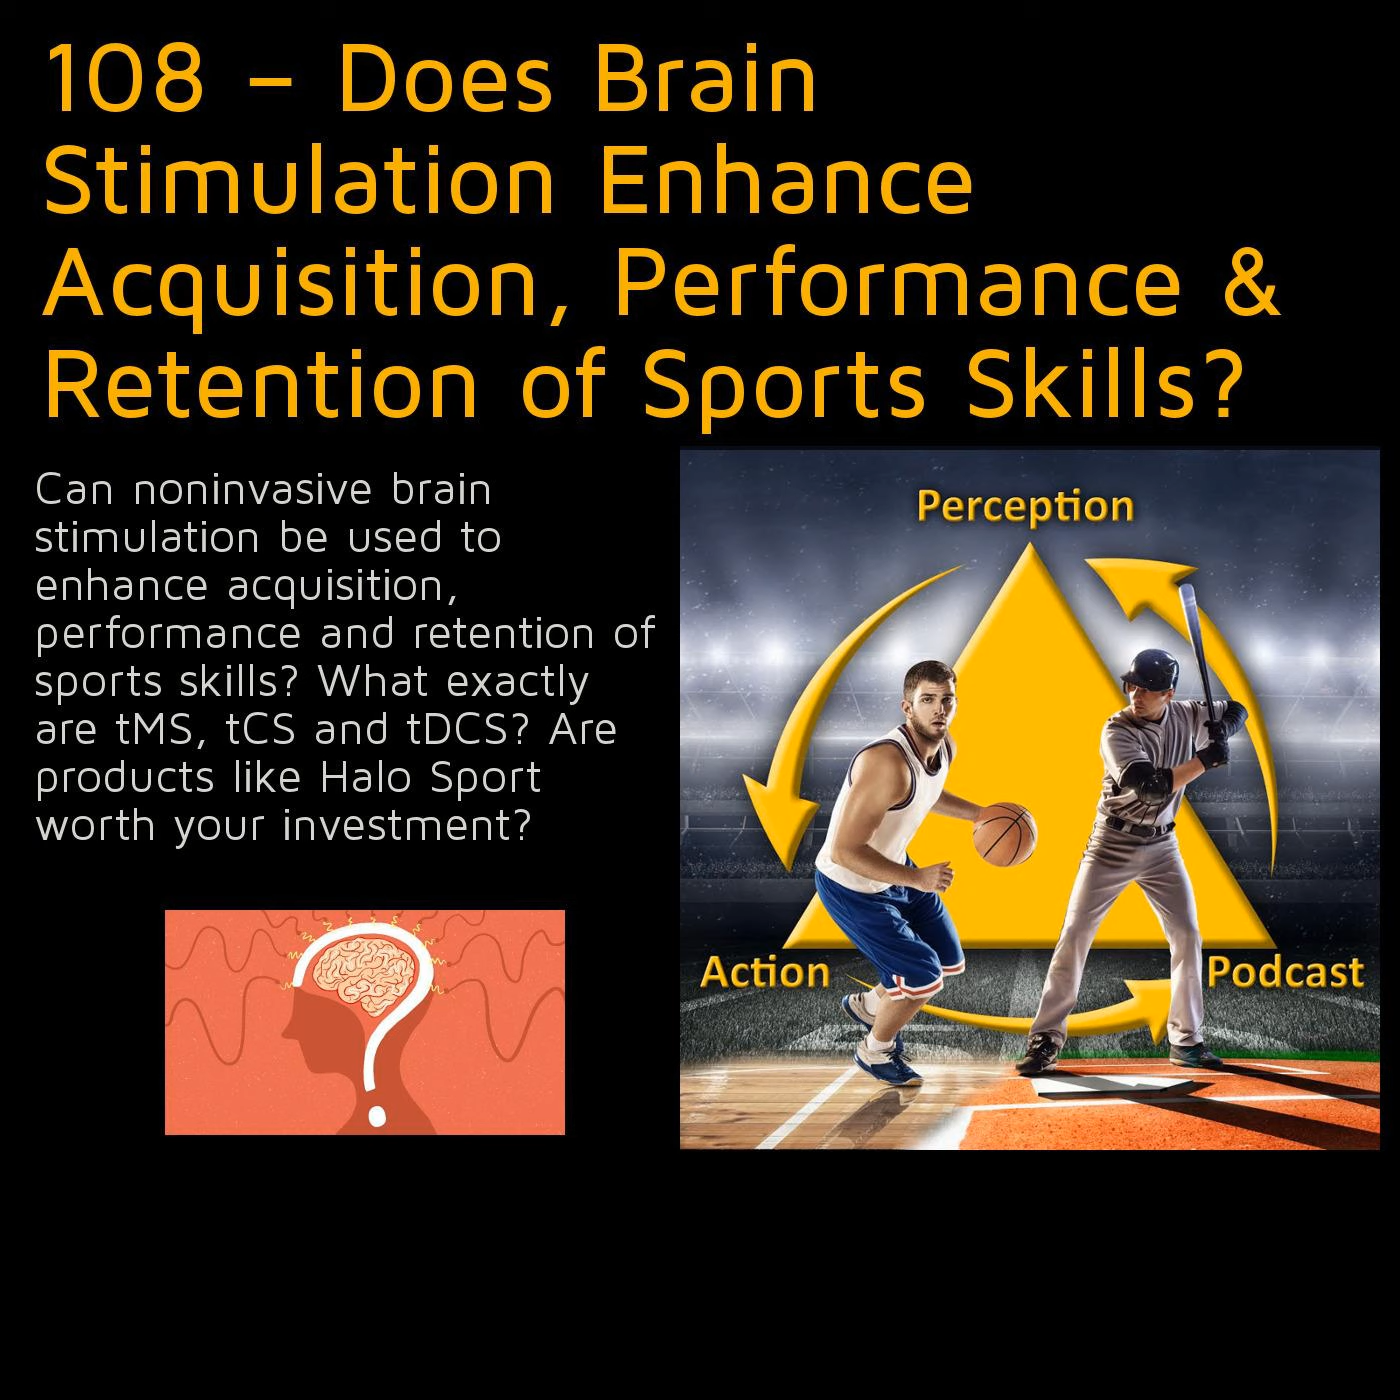 108 – Does Brain
Stimulation Enhance
Acquisition, Performance &
Retention of Sports Skills?
Can noninvasive brain
stimulation be used to
enhance acquisition,
performance and retention of
sports skills? What exactly
are tMS, tCS and tDCS? Are
products like Halo Sport
worth your investment?
Perception
Action
Podcast